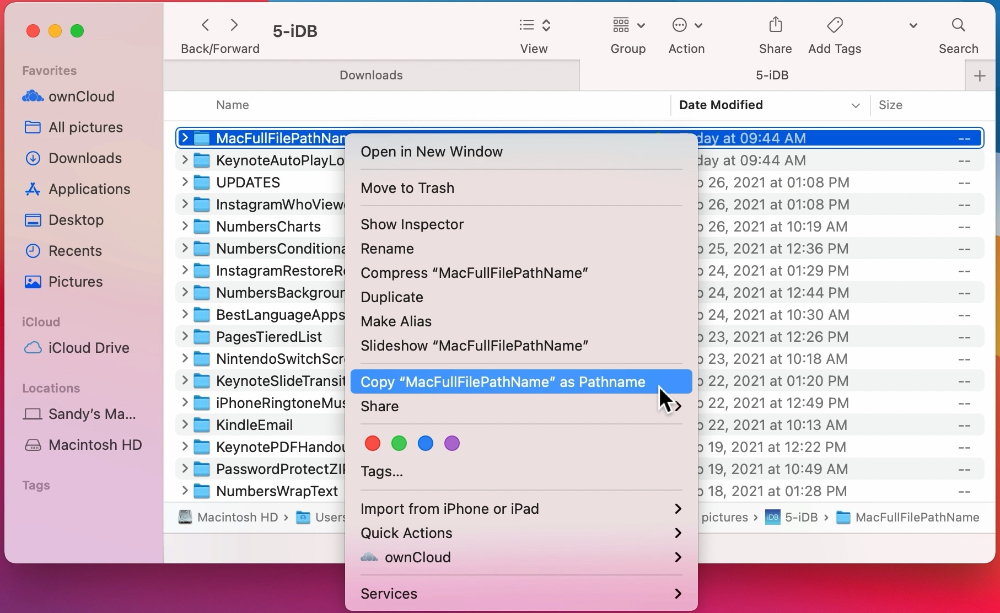 5-iDB
Back/Forward
View
Group
Action
Share
Add Tags
Search
Downloads
5-iDB
Name
Date Modified
Size
Favorites
ownCloud
All pictures
Downloads
Applications
Desktop
Recents
Pictures
iCloud
iCloud Drive
Locations
Sandy’s Ma...
Macintosh HD
Tags
MacFullFilePathNam day at 09:44 AM --
KeynoteAutoPlayLo day at 09:44 AM --
UPDATES 26, 2021 at 01:08 PM --
InstagramWhoView 26, 2021 at 01:08 PM --
NumbersCharts 26, 2021 at 10:19 AM --
NumbersConditiona 25, 2021 at 12:36 PM --
InstagramRestoreR 24, 2021 at 01:29 PM --
NumbersBackgroun 24, 2021 at 12:44 PM --
BestLanguageApps 24, 2021 at 10:30 AM --
PagesTieredList 23, 2021 at 12:26 PM --
NintendoSwitchScr 23, 2021 at 10:18 AM --
KeynoteSlideTransit 22, 2021 at 01:20 PM --
iPhoneRingtoneMus 22, 2021 at 12:49 PM --
KindleEmail 22, 2021 at 10:13 AM --
KeynotePDFHandou 19, 2021 at 12:22 PM --
PasswordProtectZIP 19, 2021 at 10:49 AM --
NumbersWrapText 18, 2021 at 01:28 PM --
Open in New Window
Move to Trash
Show Inspector
Rename
Compress “MacFullFilePathName”
Duplicate
Make Alias
Slideshow “MacFullFilePathName”
Copy “MacFullFilePathName” as Pathname
Share
Tags...
Import from iPhone or iPad
Quick Actions
ownCloud
Services
Macintosh HD › Users pictures › iDB 5-iDB › MacFullFilePathName